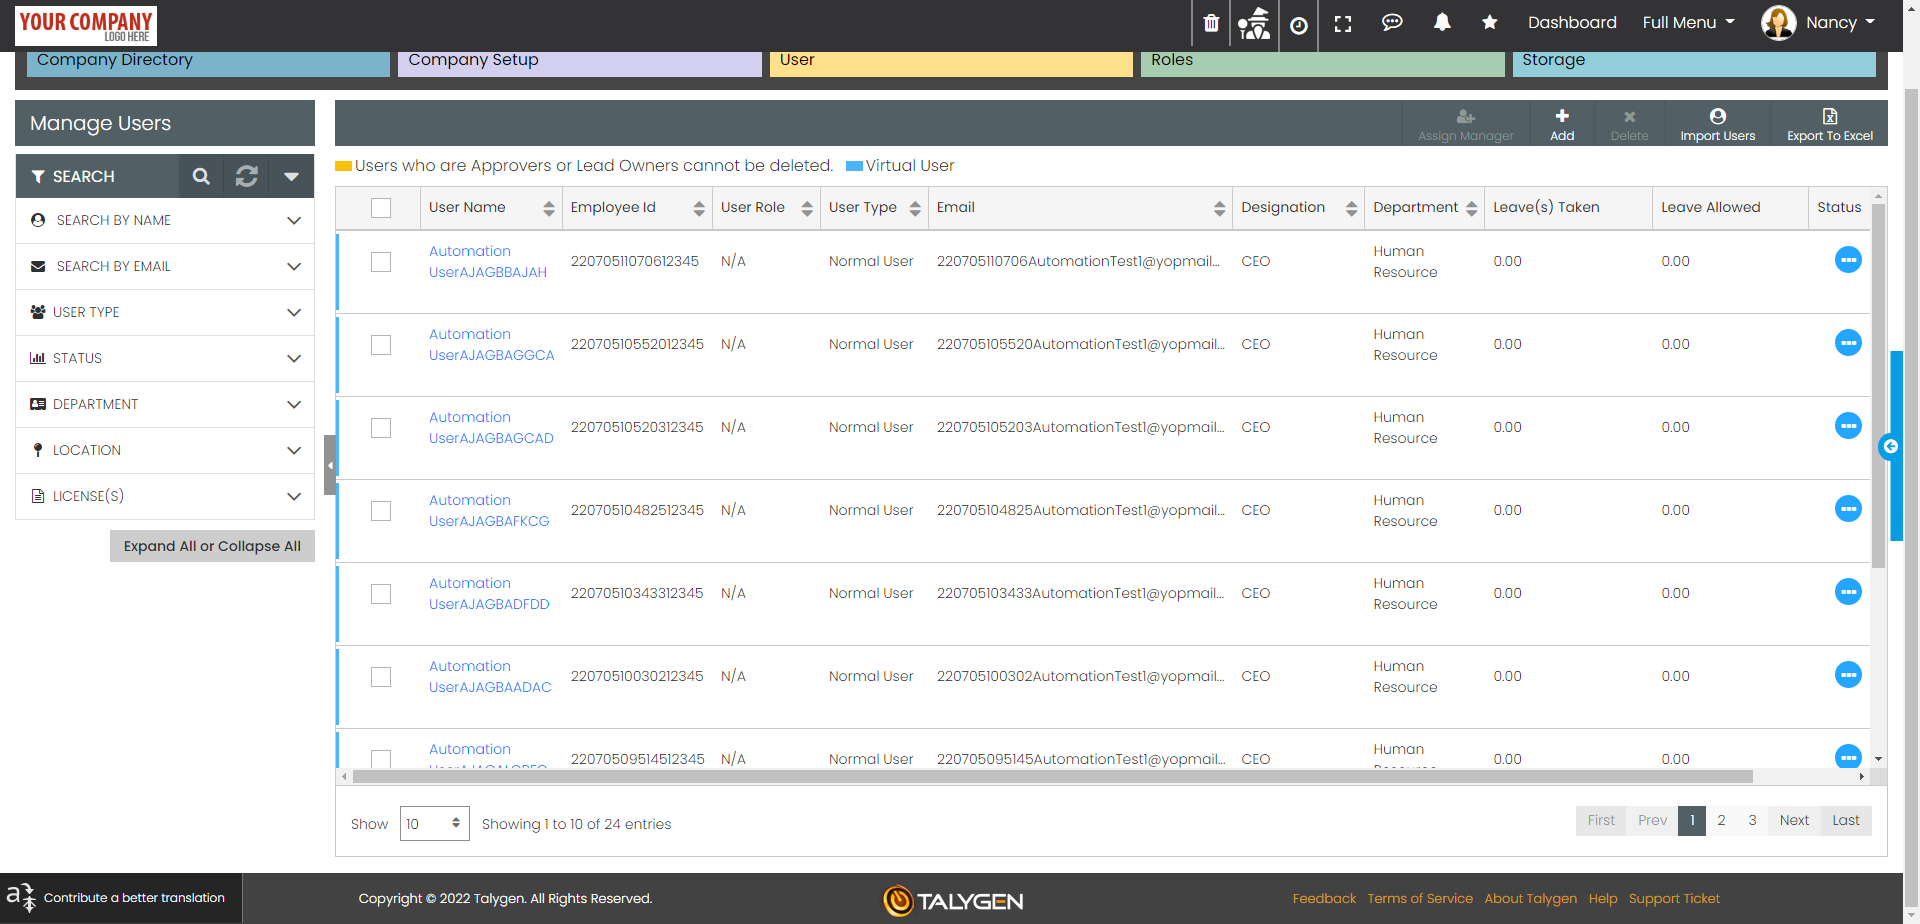 YOUR COMPANY
LOGO HERE
Dashboard
Full Menu
Nancy
Company Directory
Company Setup
User
Roles
Storage
Manage Users
Assign Manager
Add
Delete
Import Users
Export To Excel
SEARCH
SEARCH BY NAME
SEARCH BY EMAIL
USER TYPE
STATUS
DEPARTMENT
LOCATION
LICENSE(S)
Expand All or Collapse All
Users who are Approvers or Lead Owners cannot be deleted. Virtual User
User Name Employee Id User Role User Type Email Designation Department Leave(s) Taken Leave Allowed Status
Automation Human
UserAJAGBBAJAH 22070511070612345 N/A Normal User 220705110706AutomationTest1@yopmail... CEO Resource 0.00 0.00
Automation Human
UserAJAGBAGGCA 22070510552012345 N/A Normal User 220705105520AutomationTest1@yopmail... CEO Resource 0.00 0.00
Automation Human
UserAJAGBAGCAD 22070510520312345 N/A Normal User 220705105203AutomationTest1@yopmail... CEO Resource 0.00 0.00
Automation Human
UserAJAGBAFKCG 22070510482512345 N/A Normal User 220705104825AutomationTest1@yopmail... CEO Resource 0.00 0.00
Automation Human
UserAJAGBADFDD 22070510343312345 N/A Normal User 220705103433AutomationTest1@yopmail... CEO Resource 0.00 0.00
Automation Human
UserAJAGBAADAC 22070510030212345 N/A Normal User 220705100302AutomationTest1@yopmail... CEO Resource 0.00 0.00
Automation Human
22070509514512345 N/A Normal User 220705095145AutomationTest1@yopmail... CEO 0.00 0.00
Show 10 Showing 1 to 10 of 24 entries
First Prev 1 2 3 Next Last
Contribute a better translation
Copyright © 2022 Talygen. All Rights Reserved.
TALYGEN
Feedback Terms of Service About Talygen Help Support Ticket